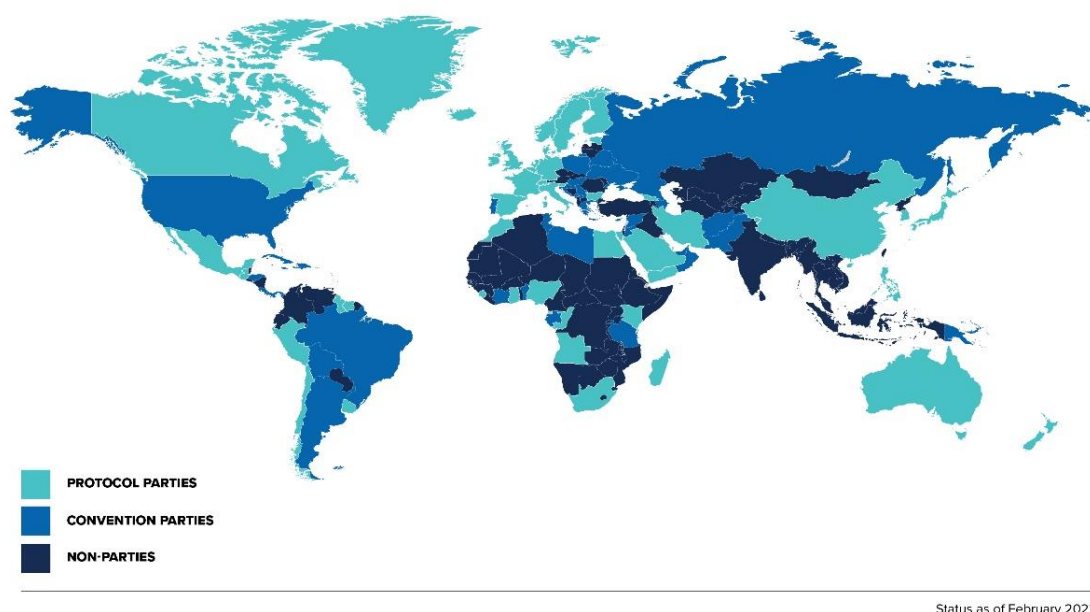 PROTOCOL PARTIES
CONVENTION PARTIES
NON-PARTIES
Status as of February 202